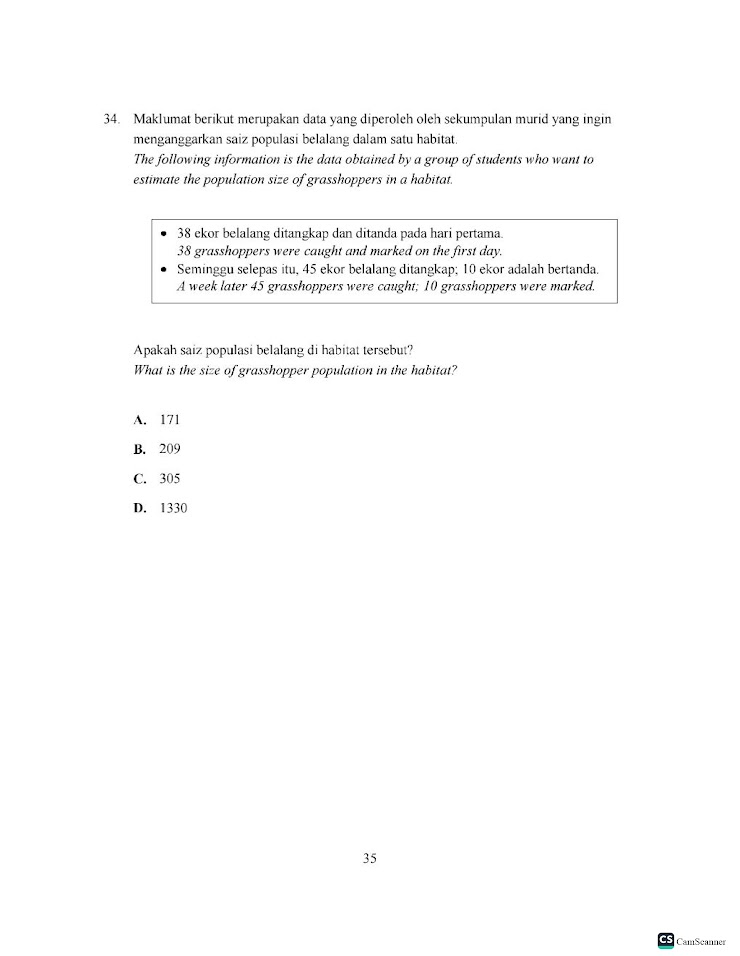 34. Maklumat berikut merupakan data yang diperoleh oleh sekumpulan murid yang ingin
menganggarkan saiz populasi belalang dalam satu habitat.
The following information is the data obtained by a group of students who want to
estimate the population size of grasshoppers in a habitat.
• 38 ekor belalang ditangkap dan ditanda pada hari pertama.
38 grasshoppers were caught and marked on the first day.
• Seminggu selepas itu, 45 ekor belalang ditangkap; 10 ekor adalah bertanda.
A week later 45 grasshoppers were caught; 10 grasshoppers were marked.
Apakah saiz populasi belalang di habitat tersebut?
What is the size of grasshopper population in the habitat?
A. 171
B. 209
C. 305
D. 1330
35
CS CamScanner